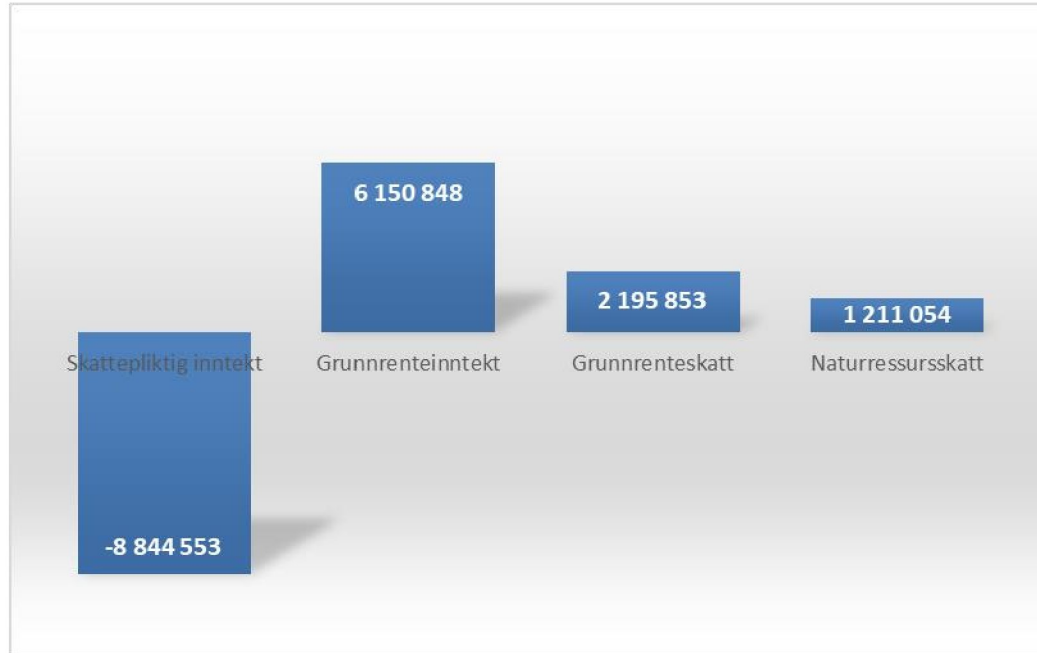 6 150 848
2 195 853
1 211 054
Skattepliktig inntekt
Grunnrenteinntekt
Grunnrenteskatt
Naturressursskatt
-8 844 553